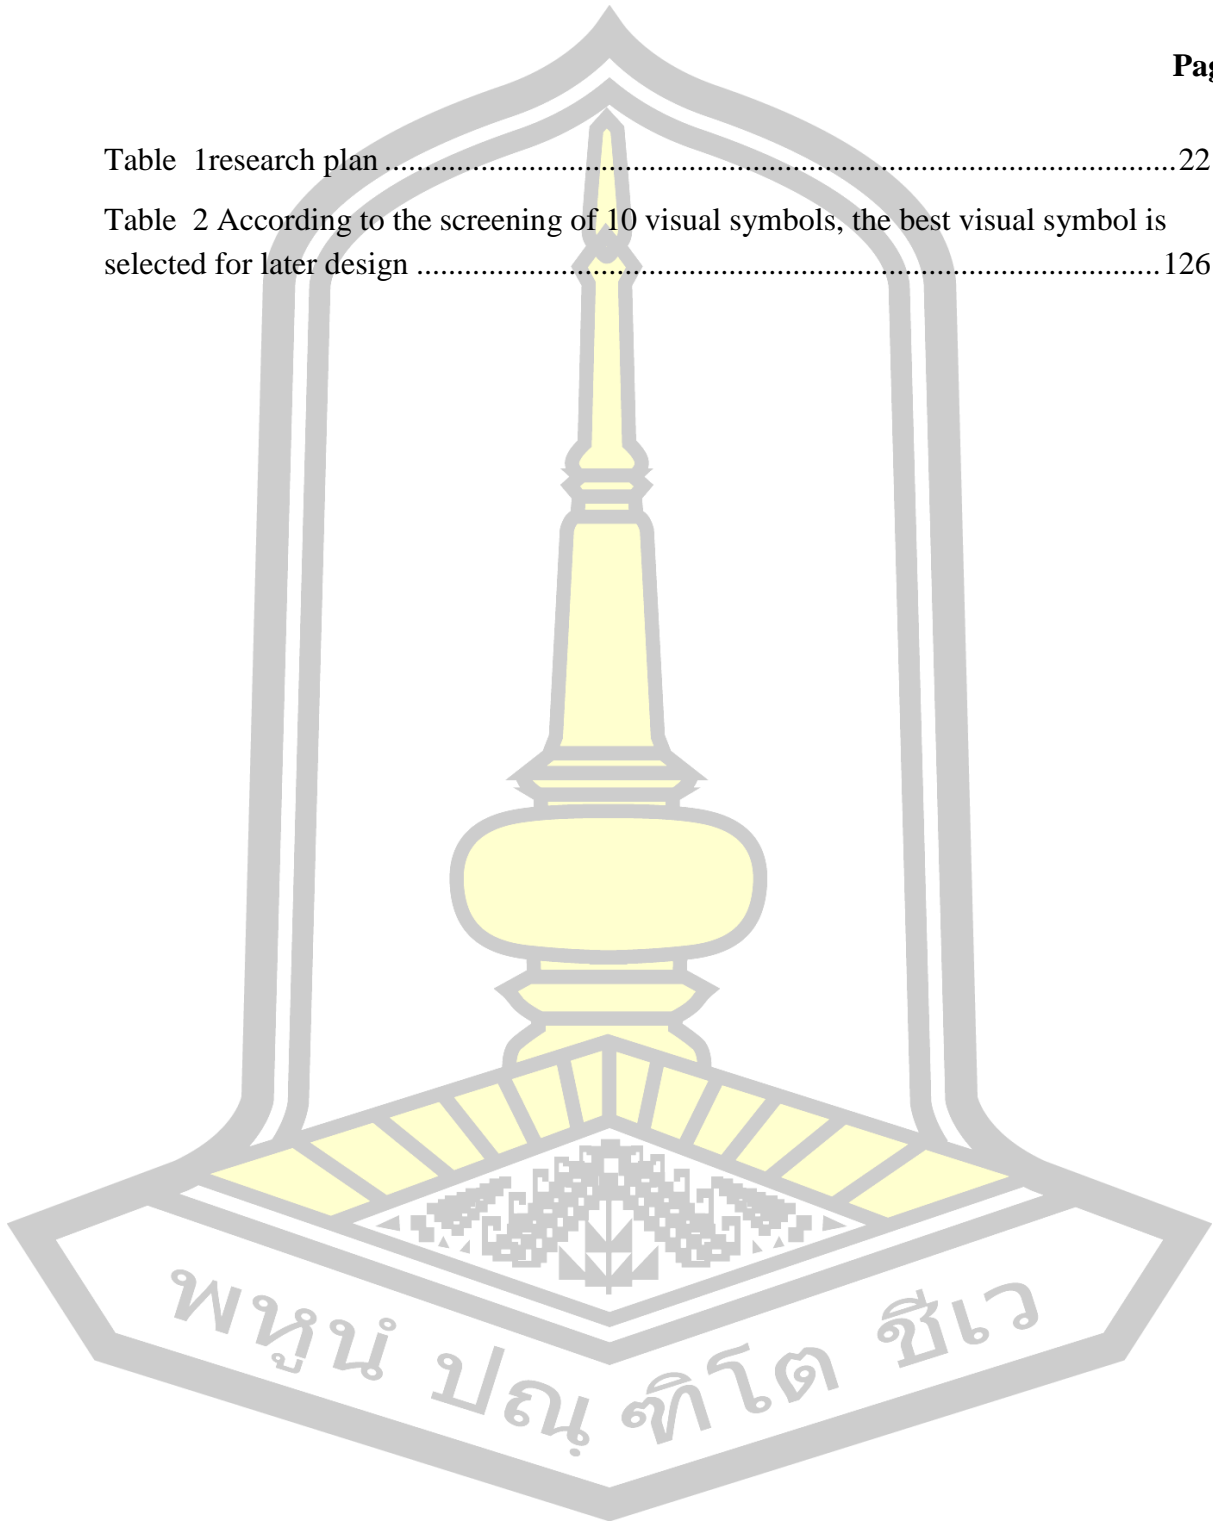 Pag
Table 1research plan ..................................................................................................22
Table 2 According to the screening of 10 visual symbols, the best visual symbol is
selected for later design .............................................................................................126
พหูนํ ปณฺฑิโต ชีเว